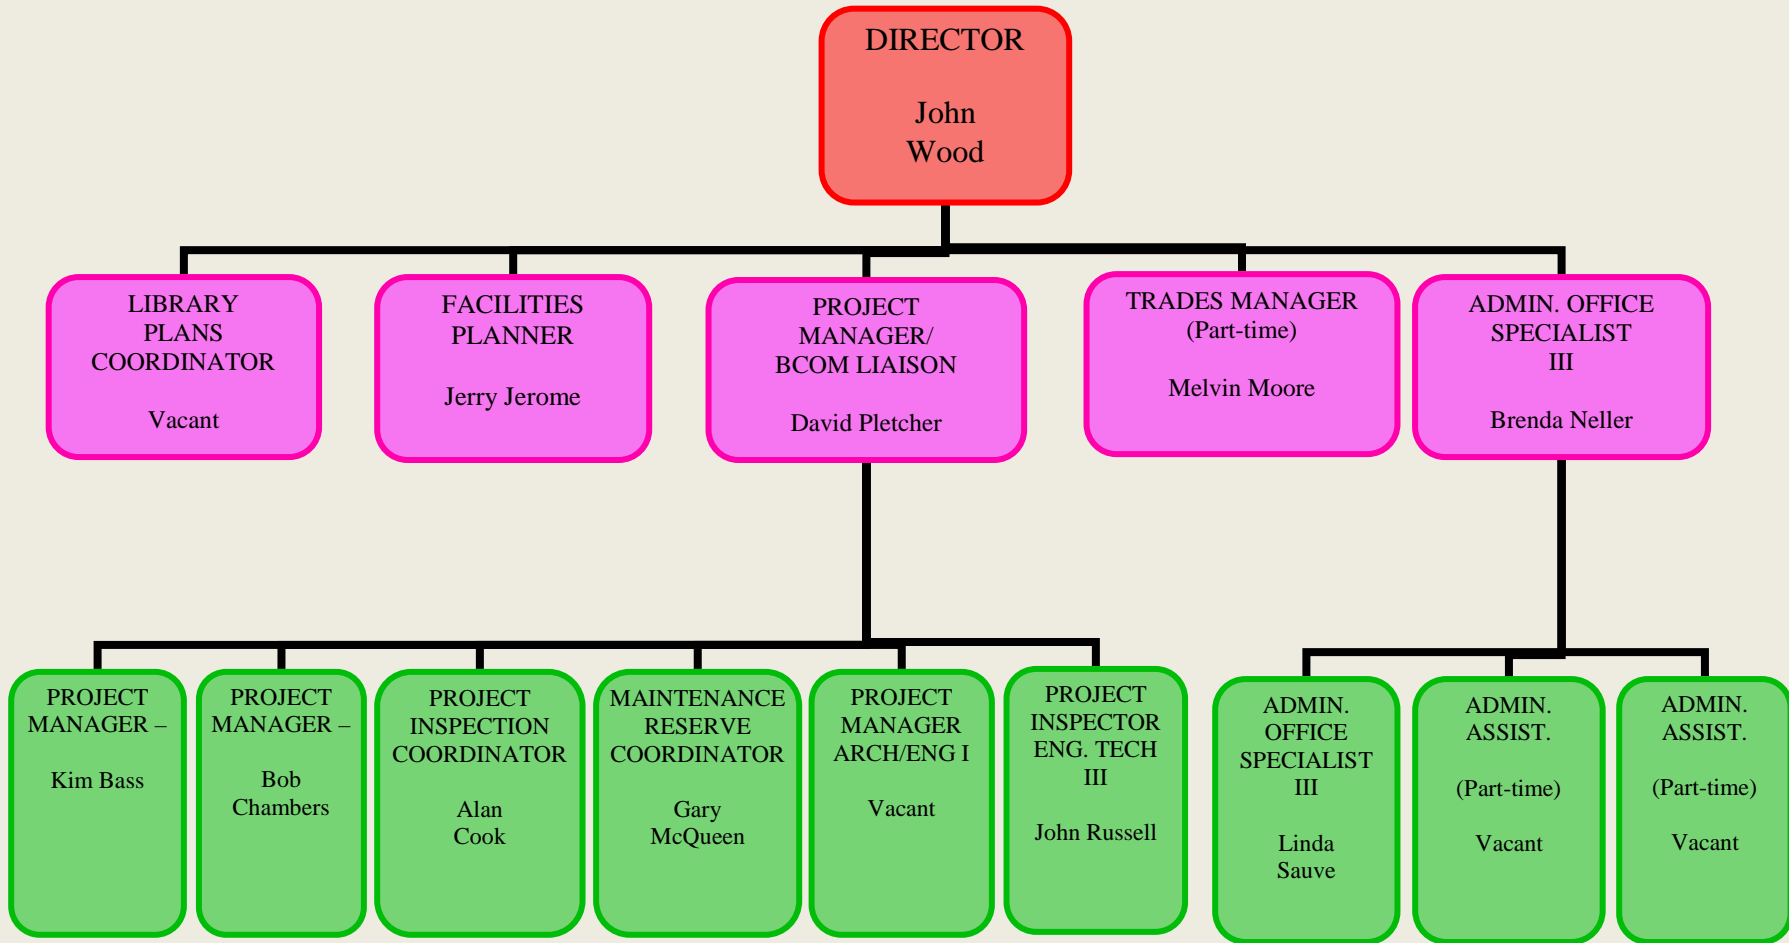 DIRECTOR
John
Wood
LIBRARY
PLANS
COORDINATOR
Vacant
FACILITIES
PLANNER
Jerry Jerome
PROJECT
MANAGER/
BCOM LIAISON
David Pletcher
TRADES MANAGER
(Part-time)
Melvin Moore
ADMIN. OFFICE
SPECIALIST
III
Brenda Neller
PROJECT
MANAGER –
Kim Bass
PROJECT
MANAGER –
Bob
Chambers
PROJECT
INSPECTION
COORDINATOR
Alan
Cook
MAINTENANCE
RESERVE
COORDINATOR
Gary
McQueen
PROJECT
MANAGER
ARCH/ENG I
Vacant
PROJECT
INSPECTOR
ENG. TECH
III
John Russell
ADMIN.
OFFICE
SPECIALIST
III
Linda
Sauve
ADMIN.
ASSIST.
(Part-time)
Vacant
ADMIN.
ASSIST.
(Part-time)
Vacant